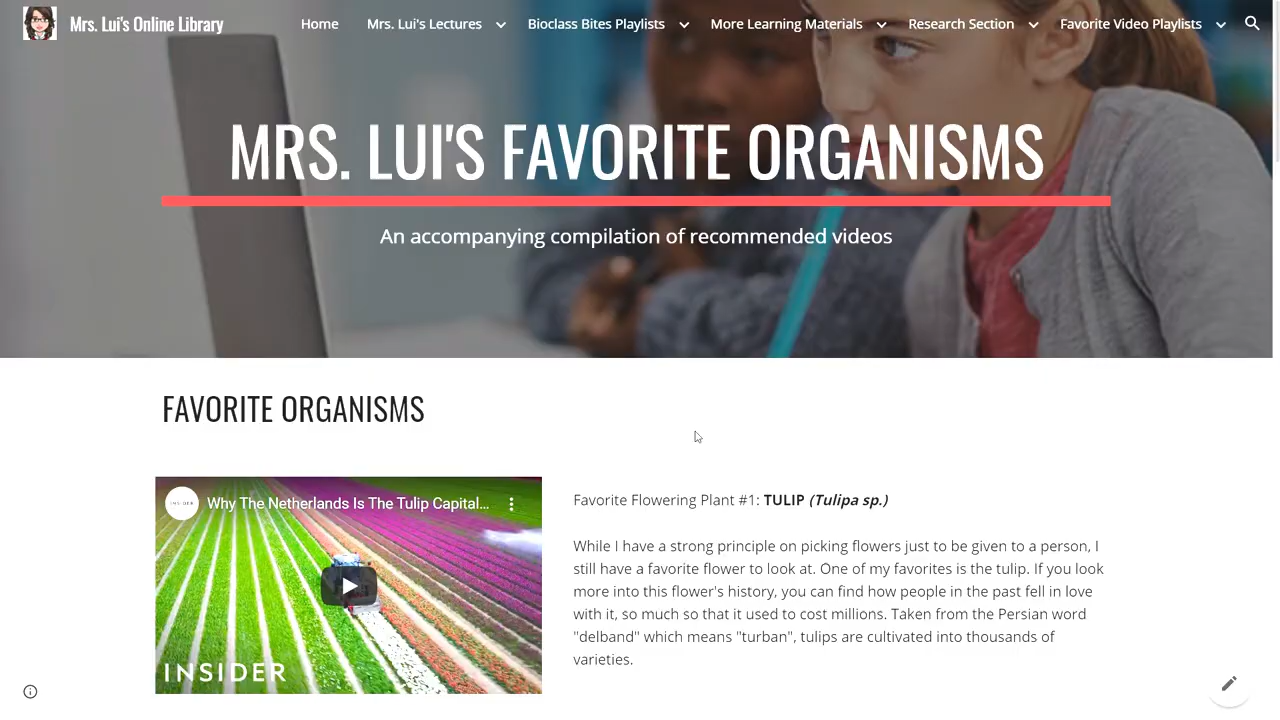 Mrs. Lui's Online Library
Home
Mrs. Lui's Lectures
Bioclass Bites Playlists
More Learning Materials
Research Section
Favorite Video Playlists
MRS. LUI'S FAVORITE ORGANISMS
An accompanying compilation of recommended videos
FAVORITE ORGANISMS
INSIDER
Why The Netherlands Is The Tulip Capital...
INSIDER
Favorite Flowering Plant #1: TULIP (Tulipa sp.)
While I have a strong principle on picking flowers just to be given to a person, I
still have a favorite flower to look at. One of my favorites is the tulip. If you look
more into this flower's history, you can find how people in the past fell in love
with it, so much so that it used to cost millions. Taken from the Persian word
"delband" which means "turban", tulips are cultivated into thousands of
varieties.